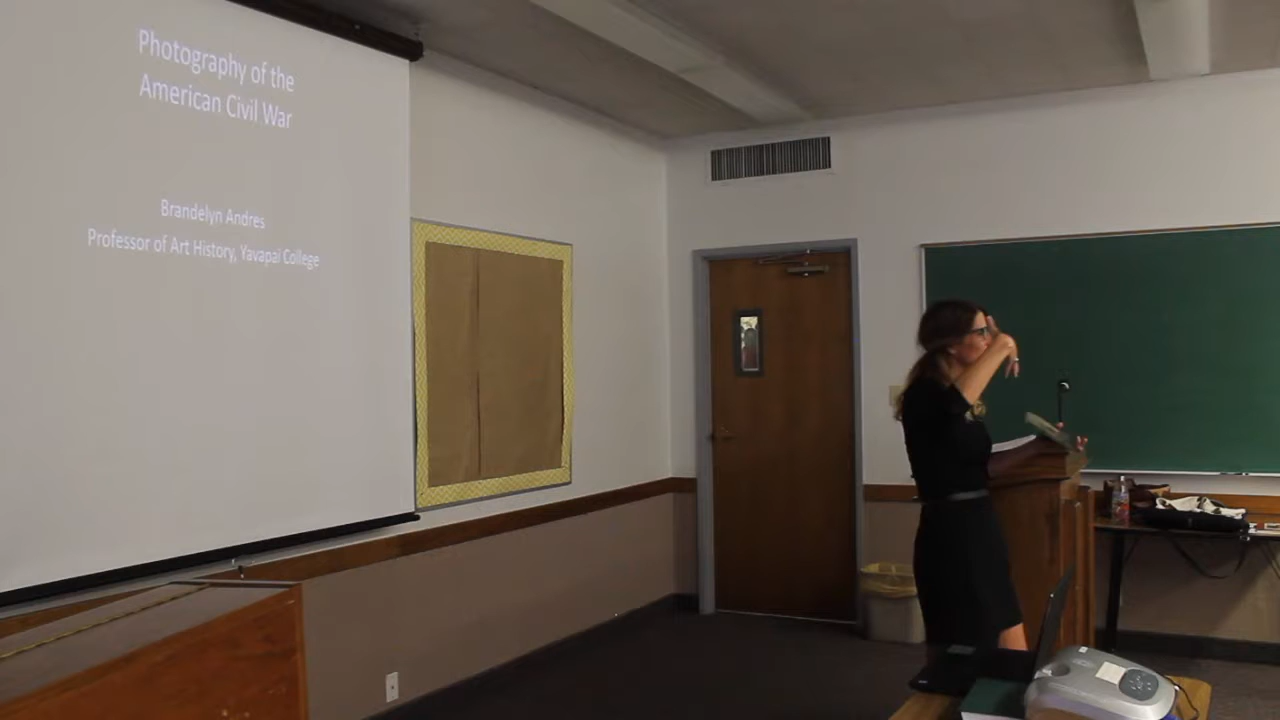 Photography of the
American Civil War
Brandelyn Andres
Professor of Art History, Yavapai College